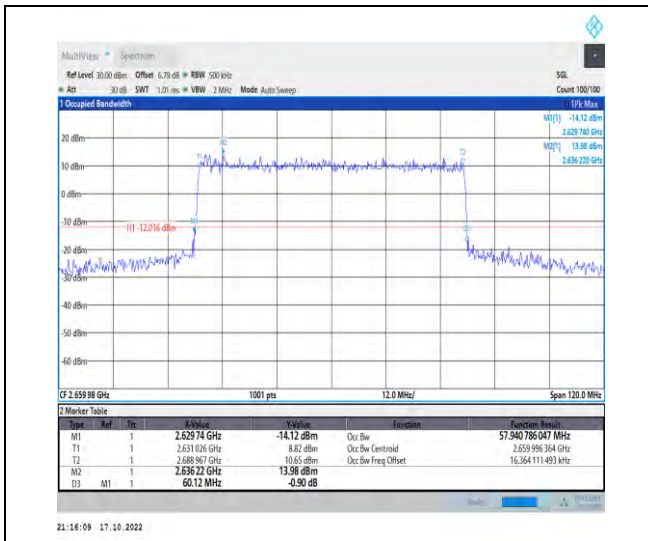 MultiView Spectrum
Ref Level 30.00 dBm Offset 6.79 dB RBW 500 kHz SGL
Att 30 dB SWT 1.01 ms VBW 2 MHz Mode Auto Sweep Count 100/100
1 Occupied Bandwidth 1Pk Max
M1[1] -14.12 dBm
2.629 740 GHz
M2[1] 13.98 dBm
2.636 220 GHz
20 dBm
10 dBm
0 dBm
-10 dBm
H1 -12.016 dBm
-20 dBm
-40 dBm
-50 dBm
-60 dBm
CF 2.659 98 GHz 1001 pts 12.0 MHz/ Span 120.0 MHz
2 Marker Table
Type Ref Trc X-Value Y-Value Function Function Result
M1 1 2.629 74 GHz -14.12 dBm Occ Bw 57.940 786 047 MHz
T1 1 2.631 026 GHz 8.82 dBm Occ Bw Centroid 2.659 996 364 GHz
T2 1 2.688 967 GHz 10.65 dBm Occ Bw Freq Offset 16.364 111 493 kHz
M2 1 2.636 22 GHz 13.98 dBm
D3 M1 1 60.12 MHz -0.90 dB
21:16:09 17.10.2022